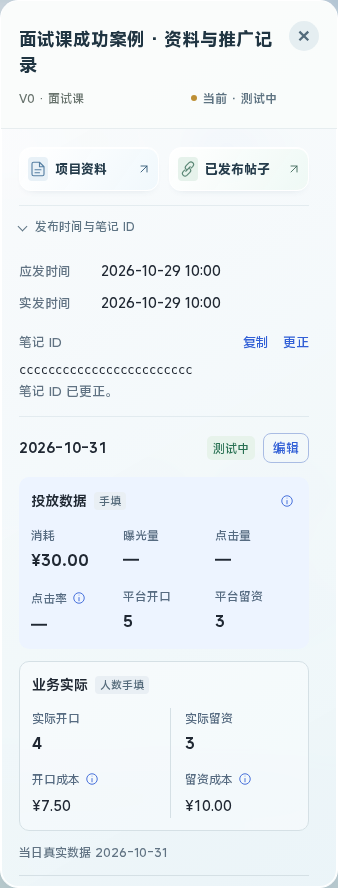 面试课成功案例 · 资料与推广记
录
V0 · 面试课
当前 · 测试中
项目资料
已发布帖子
发布时间与笔记 ID
应发时间 2026-10-29 10:00
实发时间 2026-10-29 10:00
笔记 ID 复制 更正
cccccccccccccccccccccccc
笔记 ID 已更正。
2026-10-31 测试中 编辑
投放数据 手填
消耗 曝光量 点击量
¥30.00 — —
点击率 平台开口 平台留资
— 5 3
业务实际 人数手填
实际开口 实际留资
4 3
开口成本 留资成本
¥7.50 ¥10.00
当日真实数据 2026-10-31